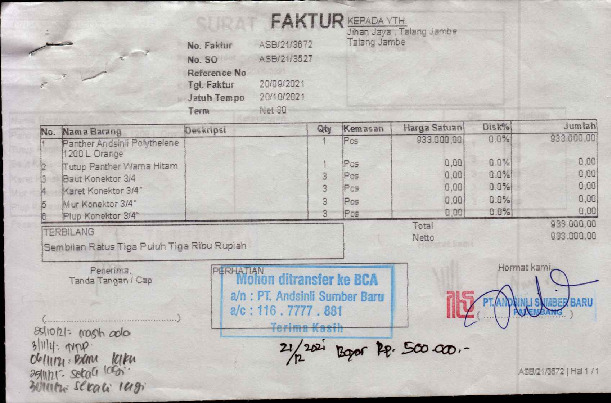 SURAT
FAKTUR
KEPADA YTH.
Jihan Jaya, Talang Jambe
Talang Jambe
No. Faktur ASB/21/3672
No. SO ASB/21/3527
Reference No
Tgl. Faktur 20/09/2021
Jatuh Tempo 20/10/2021
Term Net 30
No. Nama Barang Deskripsi Qty Kemasan Harga Satuan Disk% Jumlah
1 Panther Andsinli Polythelene 1 Pcs 933.000,00 0.0% 933.000,00
1200 L Orange
2 Tutup Panther Warna Hitam 1 Pcs 0,00 0.0% 0,00
3 Baut Konektor 3/4 3 Pcs 0,00 0.0% 0,00
4 Karet Konektor 3/4" 3 Pcs 0,00 0.0% 0,00
5 Mur Konektor 3/4" 3 Pcs 0,00 0.0% 0,00
6 Plup Konektor 3/4" 3 Pcs 0,00 0.0% 0,00
TERBILANG
Sembilan Ratus Tiga Puluh Tiga Ribu Rupiah
Total 933.000,00
Netto 933.000,00
Penerima,
Tanda Tangan / Cap
PERHATIAN
Mohon ditransfer ke BCA
a/n : PT. Andsinli Sumber Baru
a/c : 116 . 7777 . 881
Terima Kasih
Hormat kami
PT. ANDSINLI SUMBER BARU
PALEMBANG
(..............................)
21/12 2021 Bayar Rp. 500.000.-
masih ada
sekali lagi
sekali lagi
ASB/21/3672 | Hal 1 / 1